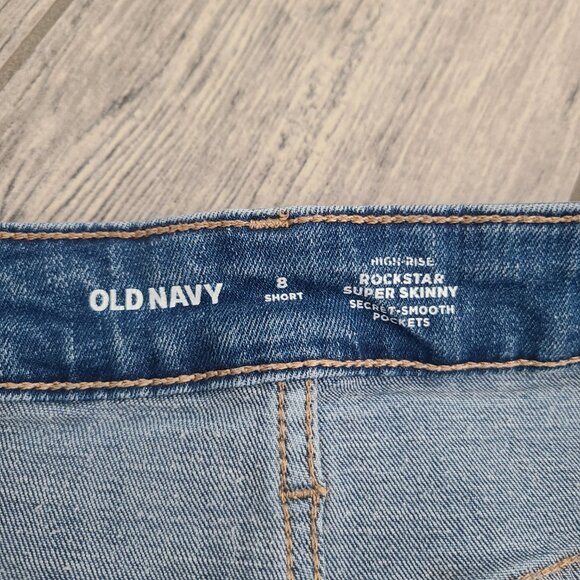 OLD NAVY
8
SHORT
HIGH-RISE
ROCKSTAR
SUPER SKINNY
SECRET-SMOOTH
POCKETS